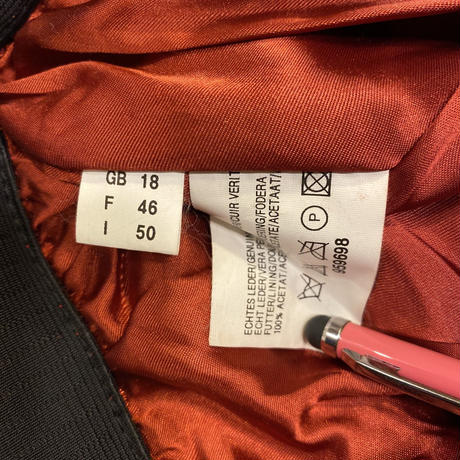 GB 18
F 46
I 50
ECHTES LEDER/GENUIN
CUIR VERIT
ECHT LEDER/VERA PE
FUTTER/LINING/DO
/FODERA
100% ACETAT/ACE
/ACETAAT/
P
959698